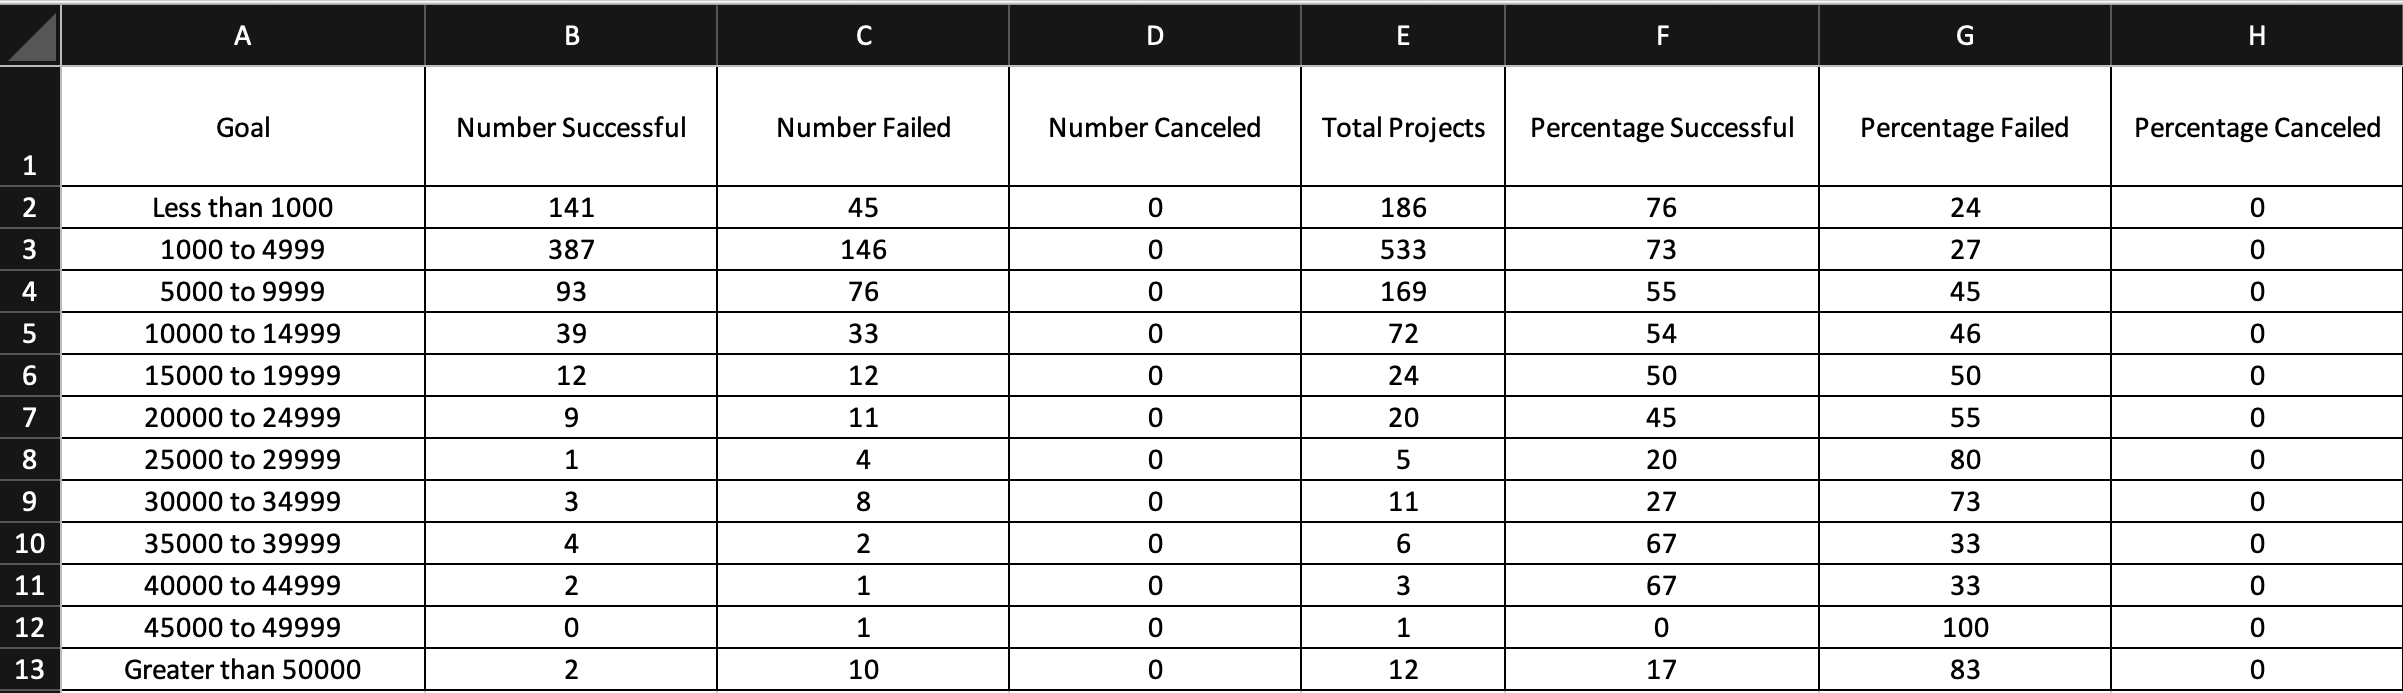 A B C D E F G H
1 Goal Number Successful Number Failed Number Canceled Total Projects Percentage Successful Percentage Failed Percentage Canceled
2 Less than 1000 141 45 0 186 76 24 0
3 1000 to 4999 387 146 0 533 73 27 0
4 5000 to 9999 93 76 0 169 55 45 0
5 10000 to 14999 39 33 0 72 54 46 0
6 15000 to 19999 12 12 0 24 50 50 0
7 20000 to 24999 9 11 0 20 45 55 0
8 25000 to 29999 1 4 0 5 20 80 0
9 30000 to 34999 3 8 0 11 27 73 0
10 35000 to 39999 4 2 0 6 67 33 0
11 40000 to 44999 2 1 0 3 67 33 0
12 45000 to 49999 0 1 0 1 0 100 0
13 Greater than 50000 2 10 0 12 17 83 0